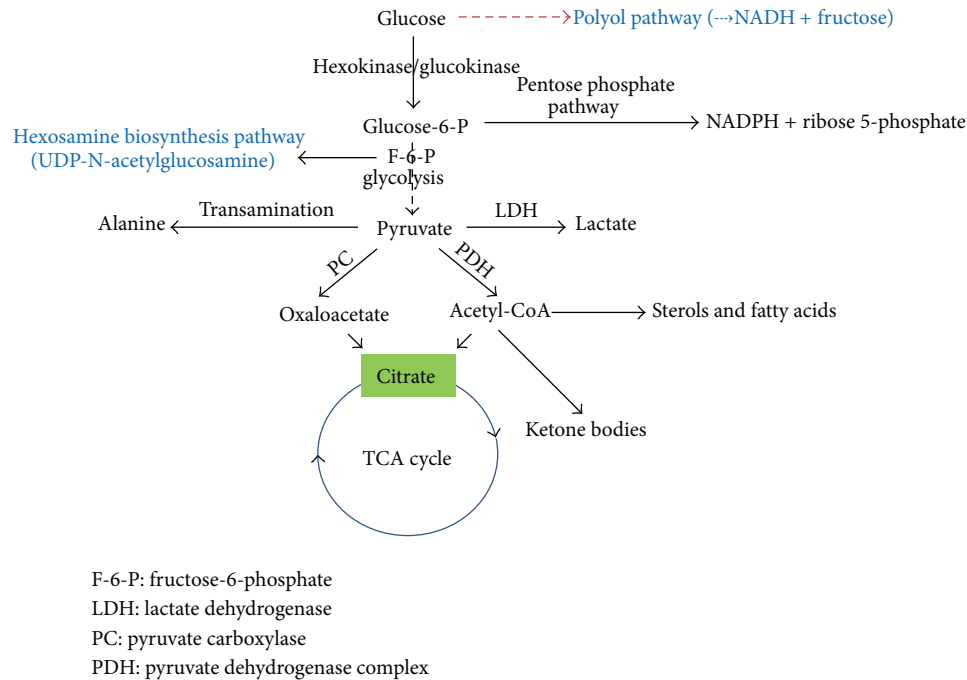 Glucose
Polyol pathway (⤍NADH + fructose)
Hexokinase/glucokinase
Pentose phosphate
pathway
Glucose-6-P
NADPH + ribose 5-phosphate
Hexosamine biosynthesis pathway
(UDP-N-acetylglucosamine)
F-6-P
glycolysis
Alanine
Transamination
Pyruvate
LDH
Lactate
PC
PDH
Oxaloacetate
Acetyl-CoA
Sterols and fatty acids
Citrate
Ketone bodies
TCA cycle
F-6-P: fructose-6-phosphate
LDH: lactate dehydrogenase
PC: pyruvate carboxylase
PDH: pyruvate dehydrogenase complex